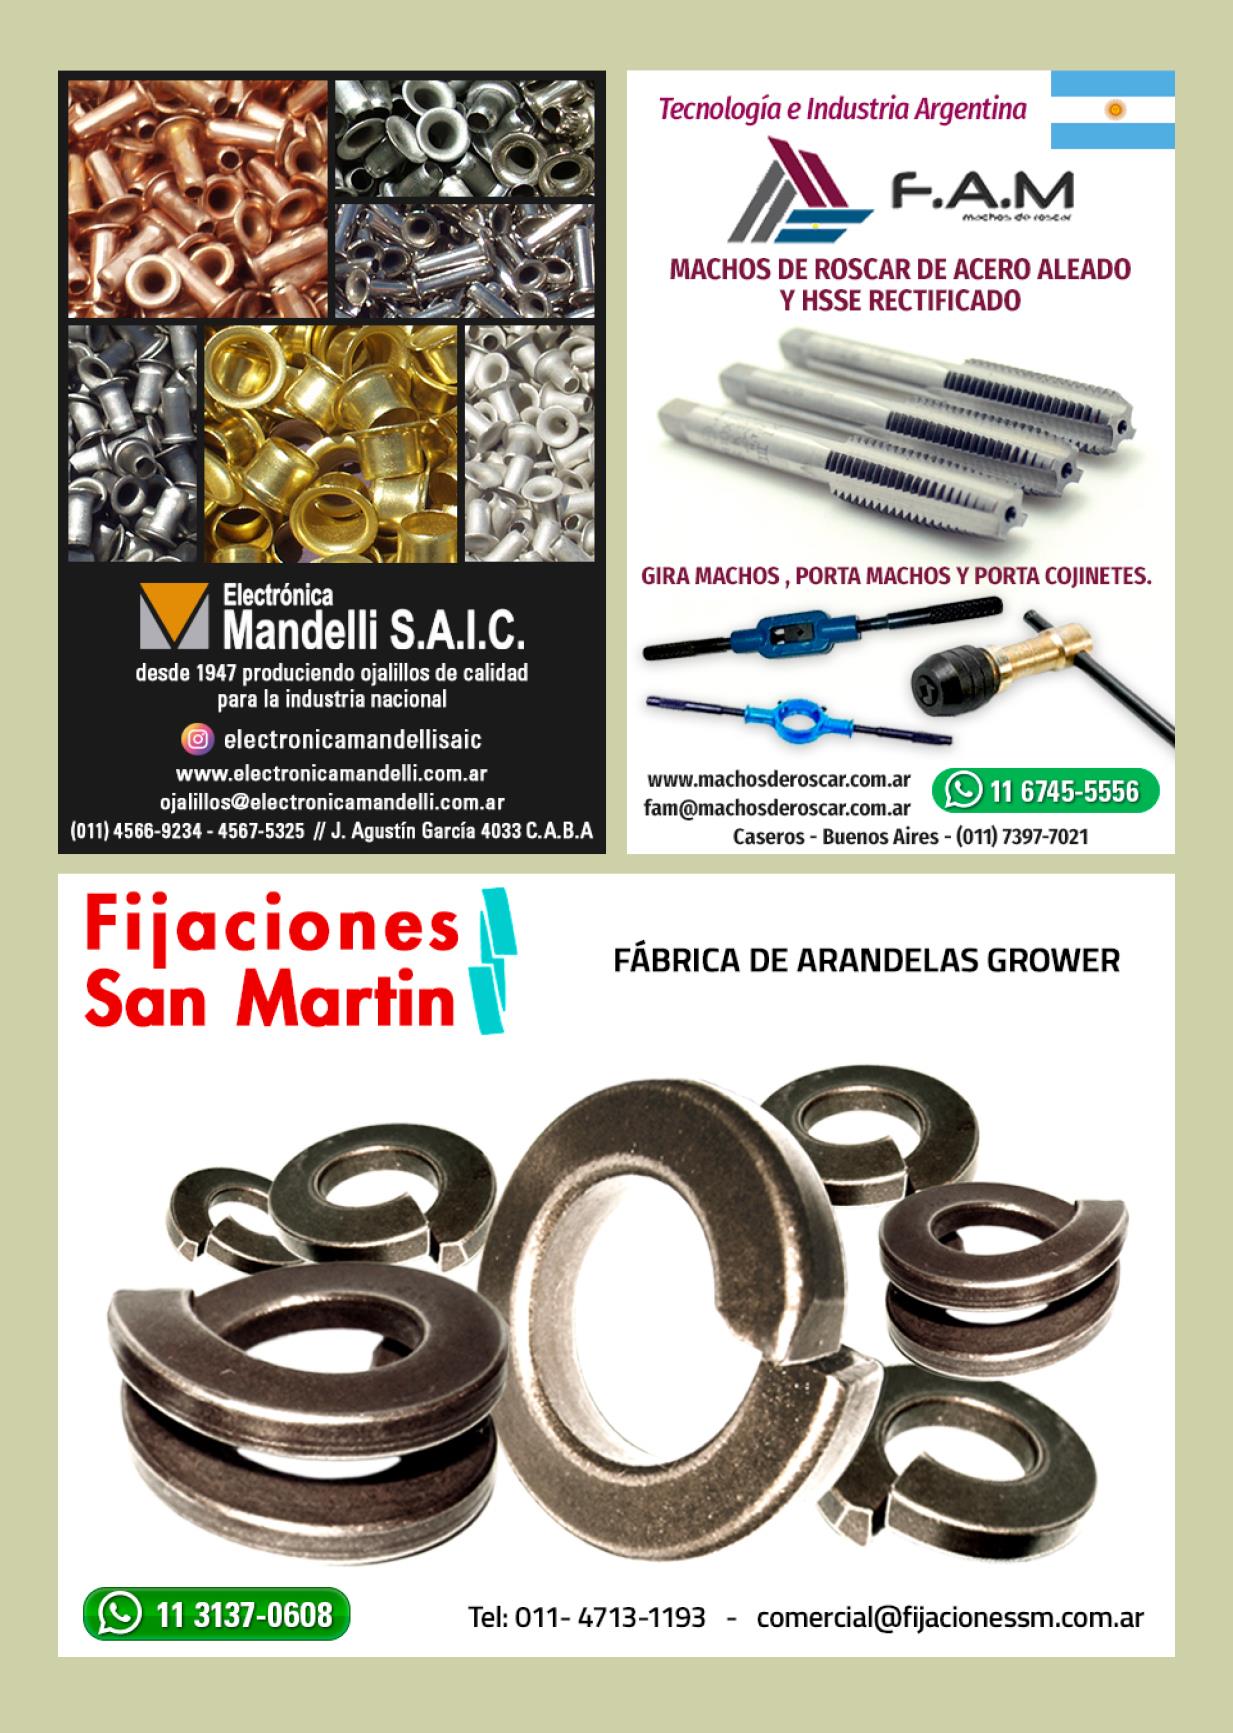 Electrónica
Mandelli S.A.I.C.
desde 1947 produciendo ojalillos de calidad
para la industria nacional
electronicamandellisaic
www.electronicamandelli.com.ar
ojalillos@electronicamandelli.com.ar
(011) 4566-9234 - 4567-5325 // J. Agustín García 4033 C.A.B.A
Tecnología e Industria Argentina
F.A.M
machos de roscar
MACHOS DE ROSCAR DE ACERO ALEADO
Y HSSE RECTIFICADO
GIRA MACHOS , PORTA MACHOS Y PORTA COJINETES.
www.machosderoscar.com.ar
fam@machosderoscar.com.ar
11 6745-5556
Caseros - Buenos Aires - (011) 7397-7021
Fijaciones
San Martin
FÁBRICA DE ARANDELAS GROWER
11 3137-0608
Tel: 011- 4713-1193 - comercial@fijacionessm.com.ar